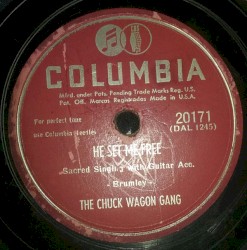 COLUMBIA
Mfrd. under Pats. Pending Trade Marks Reg. U.S.
Pat. Off. Marcas Registradas Made in U.S.A.
For perfect tone
use Columbia Needles
20171
(DAL 1245)
HE SET ME FREE
-Sacred Singing with Guitar Acc.
-Brumley-
THE CHUCK WAGON GANG